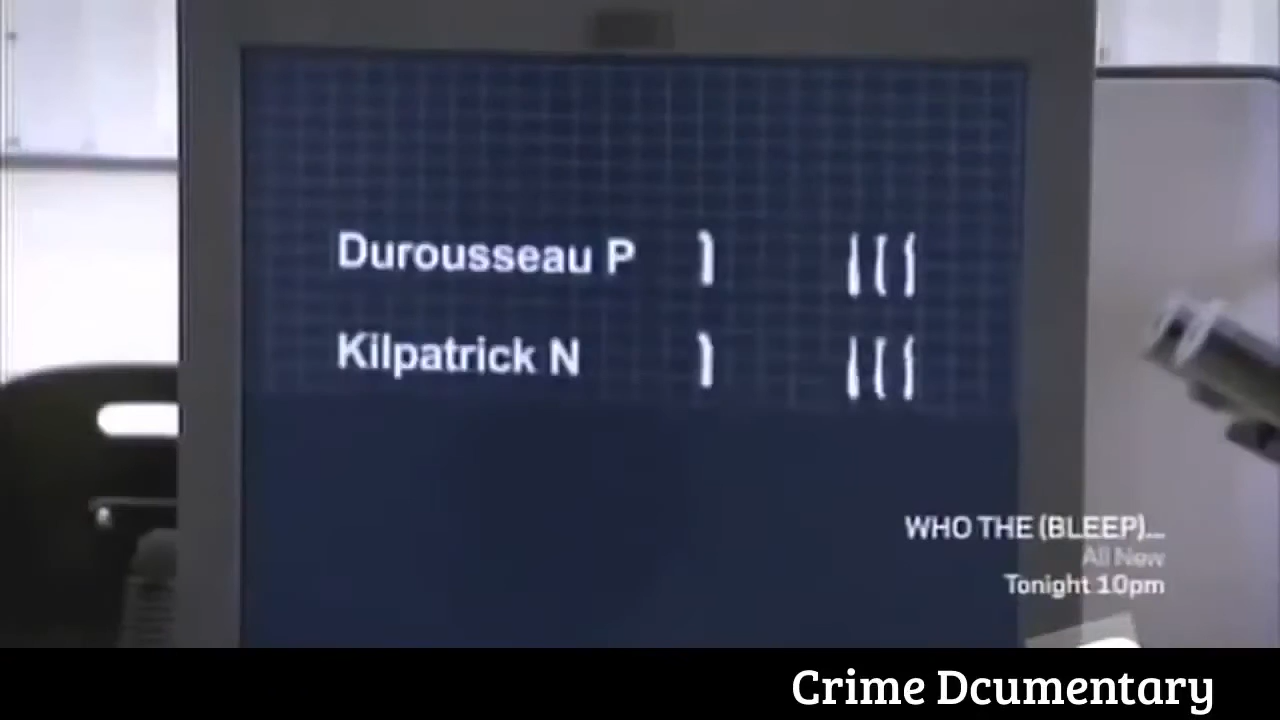 Durousseau P
Kilpatrick N
WHO THE (BLEEP)...
All New
Tonight 10pm
Crime Dcumentary